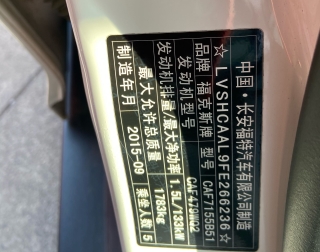 中国·长安福特汽车有限公司制造
☆LVSHCAAL9FE266236☆
品牌 福克斯牌 型号 CAF7155B51
发动机型号 CAF479WQ2
发动机排量/最大净功率 1.5L/133kW
最大允许总质量 1783kg
制造年月 2015-09 乘坐人数 5